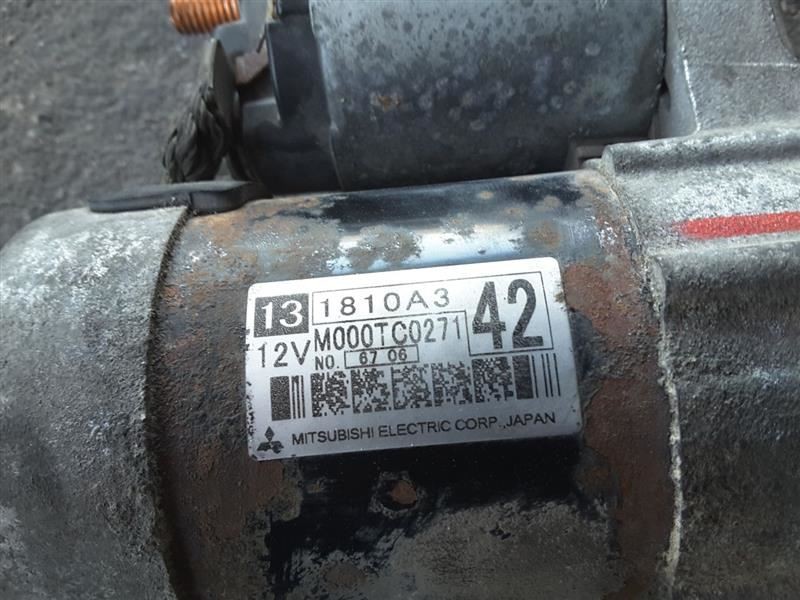 13 1810A3 42
12V M000TC0271
NO. 67 06
MITSUBISHI ELECTRIC CORP.,JAPAN